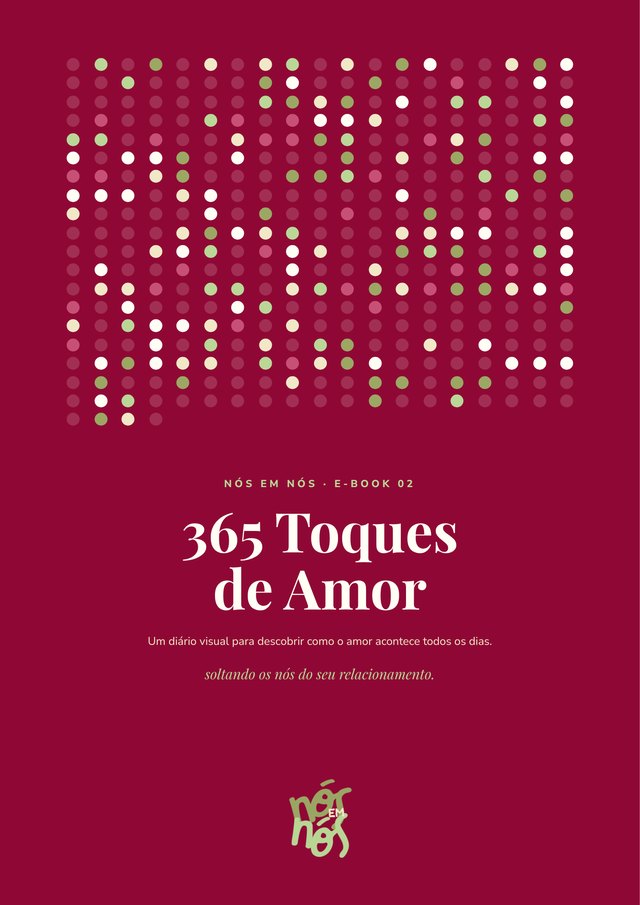 NÓS EM NÓS · E-BOOK 02
365 Toques
de Amor
Um diário visual para descobrir como o amor acontece todos os dias.
soltando os nós do seu relacionamento.
nós
EM
nós